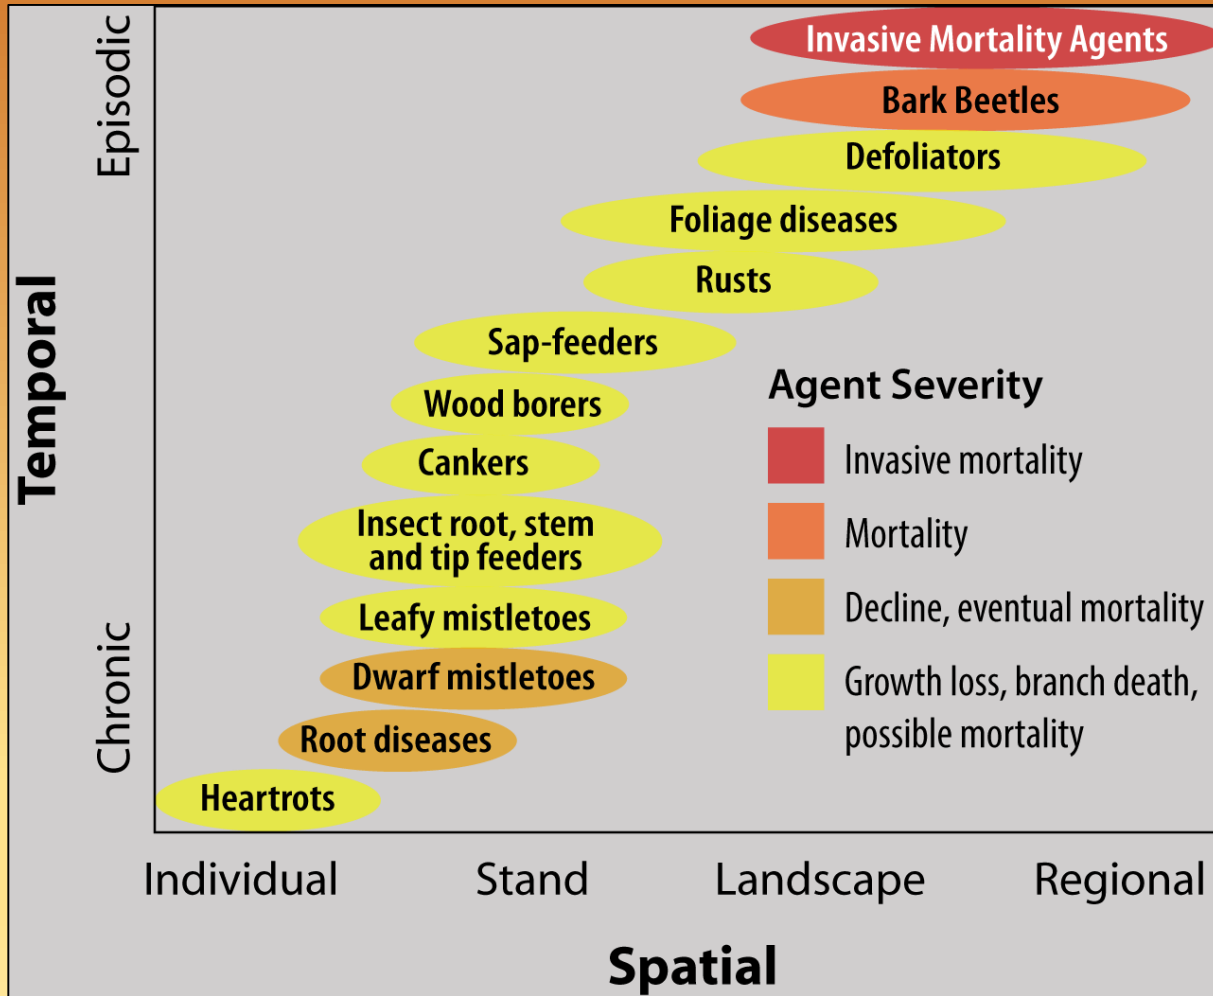 Episodic
Temporal
Chronic
Invasive Mortality Agents
Bark Beetles
Defoliators
Foliage diseases
Rusts
Sap-feeders
Wood borers
Cankers
Insect root, stem
and tip feeders
Leafy mistletoes
Dwarf mistletoes
Root diseases
Heartrots
Agent Severity
Invasive mortality
Mortality
Decline, eventual mortality
Growth loss, branch death,
possible mortality
Individual
Stand
Landscape
Regional
Spatial